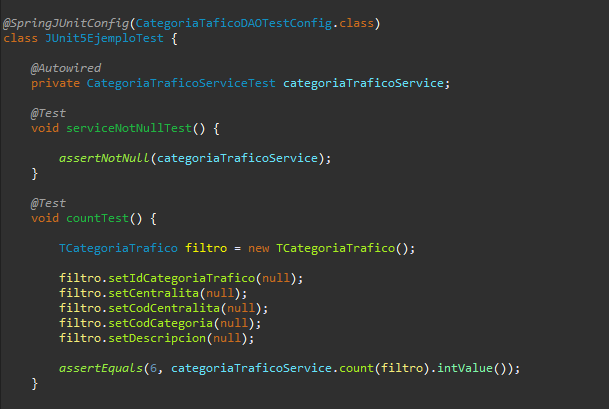 @SpringJUnitConfig(CategoriaTaficoDAOTestConfig.class)
class JUnit5EjemploTest {
@Autowired
private CategoriaTraficoServiceTest categoriaTraficoService;
@Test
void serviceNotNullTest() {
assertNotNull(categoriaTraficoService);
}
@Test
void countTest() {
TCategoriaTrafico filtro = new TCategoriaTrafico();
filtro.setIdCategoriaTrafico(null);
filtro.setCentralita(null);
filtro.setCodCentralita(null);
filtro.setCodCategoria(null);
filtro.setDescripcion(null);
assertEquals(6, categoriaTraficoService.count(filtro).intValue());
}